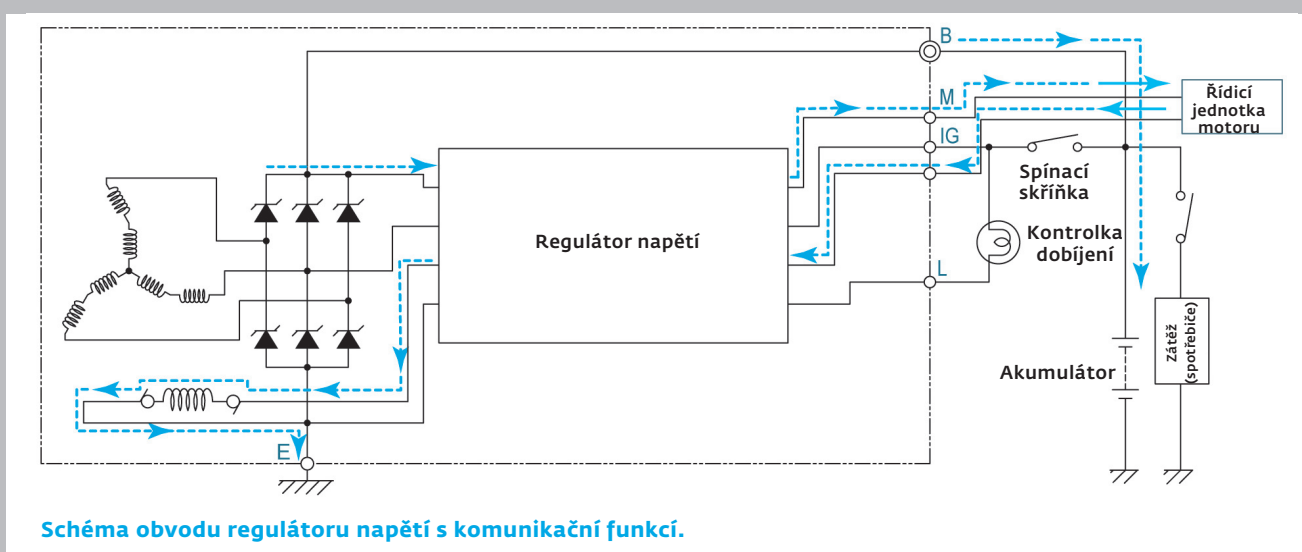 B
M
Řídicí
jednotka
motoru
IG
Spínací
skříňka
Regulátor napětí
Kontrolka
dobíjení
L
Akumulátor
Zátěž
(spotřebiče)
E
Schéma obvodu regulátoru napětí s komunikační funkcí.